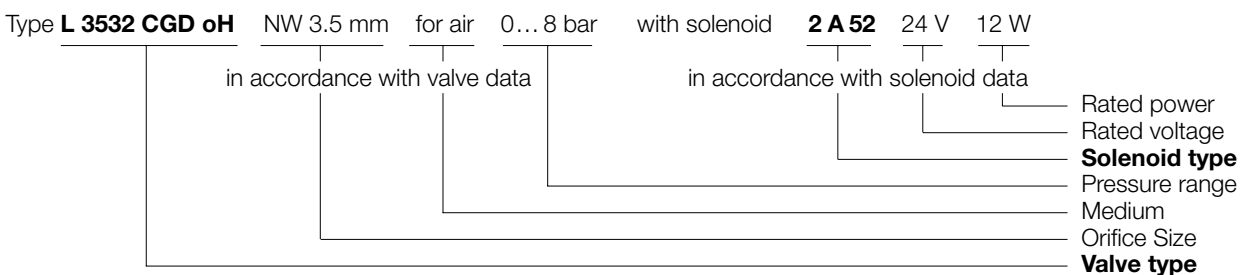 Type L 3532 CGD oH NW 3.5 mm for air 0… 8 bar with solenoid 2 A 52 24 V 12 W
in accordance with valve data in accordance with solenoid data
Rated power
Rated voltage
Solenoid type
Pressure range
Medium
Orifice Size
Valve type